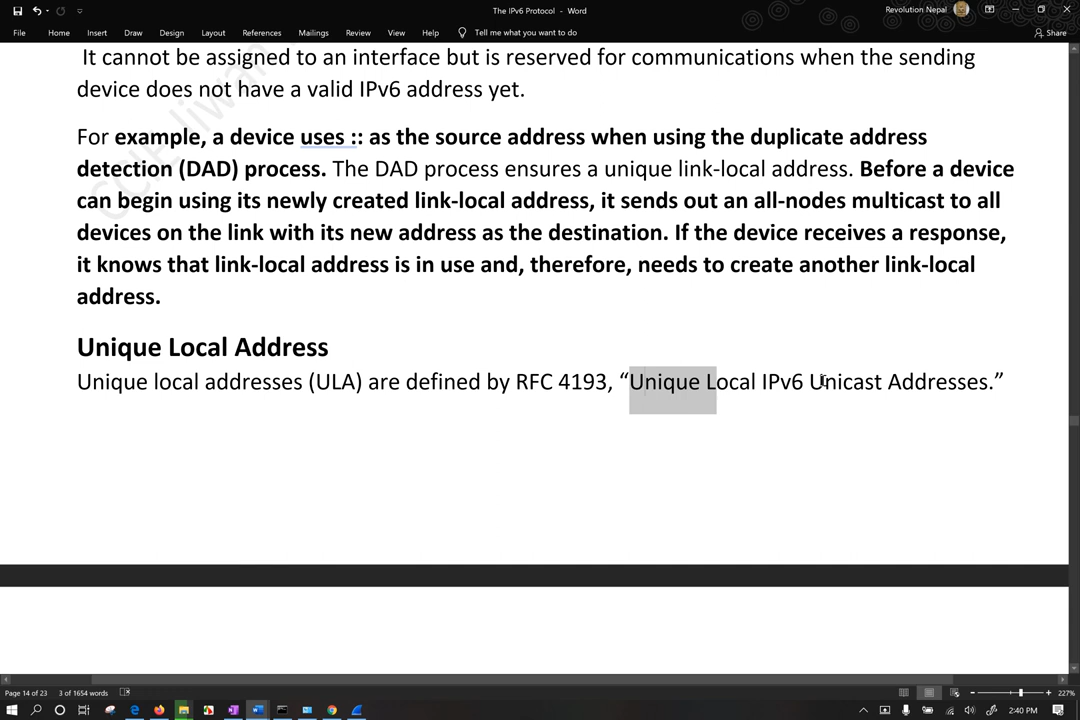 The IPv6 Protocol - Word
Revolution Nepal
File Home Insert Draw Design Layout References Mailings Review View Help Tell me what you want to do Share
It cannot be assigned to an interface but is reserved for communications when the sending
device does not have a valid IPv6 address yet.
For example, a device uses :: as the source address when using the duplicate address
detection (DAD) process. The DAD process ensures a unique link-local address. Before a device
can begin using its newly created link-local address, it sends out an all-nodes multicast to all
devices on the link with its new address as the destination. If the device receives a response,
it knows that link-local address is in use and, therefore, needs to create another link-local
address.
Unique Local Address
Unique local addresses (ULA) are defined by RFC 4193, “Unique Local IPv6 Unicast Addresses.”
Page 14 of 23 3 of 1654 words 227%
2:40 PM